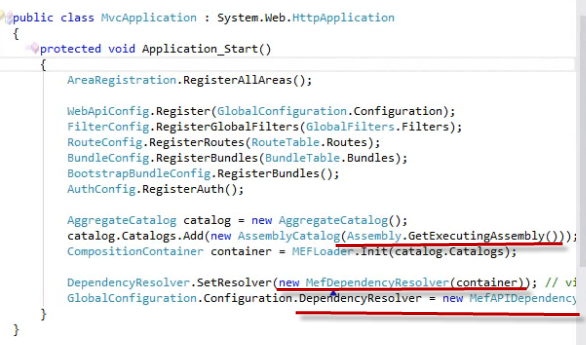 public class MvcApplication : System.Web.HttpApplication
{
protected void Application_Start()
{
AreaRegistration.RegisterAllAreas();
WebApiConfig.Register(GlobalConfiguration.Configuration);
FilterConfig.RegisterGlobalFilters(GlobalFilters.Filters);
RouteConfig.RegisterRoutes(RouteTable.Routes);
BundleConfig.RegisterBundles(BundleTable.Bundles);
BootstrapBundleConfig.RegisterBundles();
AuthConfig.RegisterAuth();
AggregateCatalog catalog = new AggregateCatalog();
catalog.Catalogs.Add(new AssemblyCatalog(Assembly.GetExecutingAssembly()));
CompositionContainer container = MEFLoader.Init(catalog.Catalogs);
DependencyResolver.SetResolver(new MefDependencyResolver(container)); // vi
GlobalConfiguration.Configuration.DependencyResolver = new MefAPIDependency
}
}